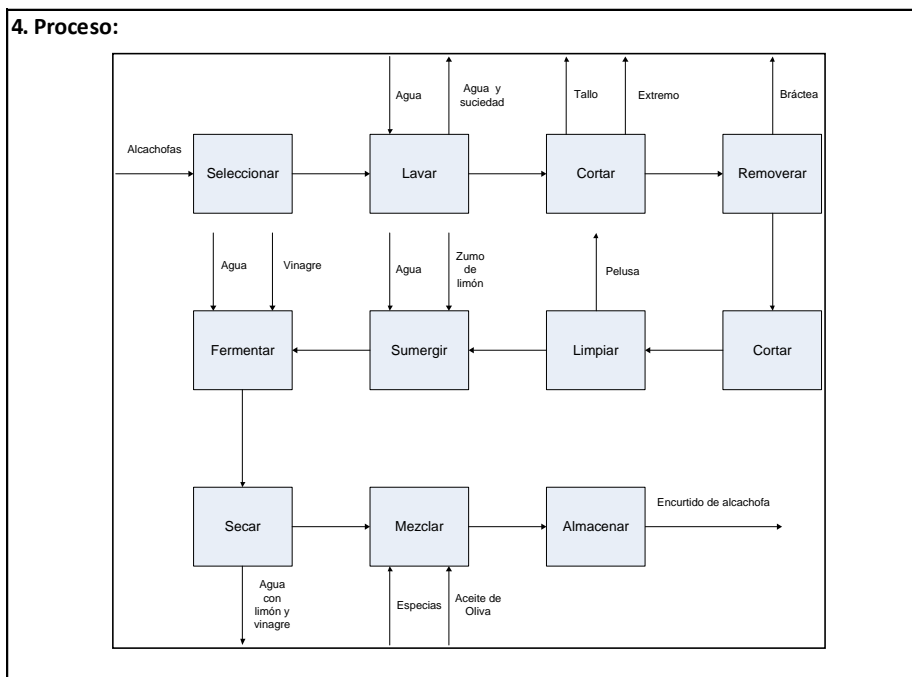 4. Proceso:
Agua
Agua y
suciedad
Tallo
Extremo
Bráctea
Alcachofas
Seleccionar
Lavar
Cortar
Removerar
Agua
Vinagre
Agua
Zumo
de
limón
Pelusa
Fermentar
Sumergir
Limpiar
Cortar
Secar
Mezclar
Almacenar
Encurtido de alcachofa
Agua
con
limón y
vinagre
Especias
Aceite de
Oliva